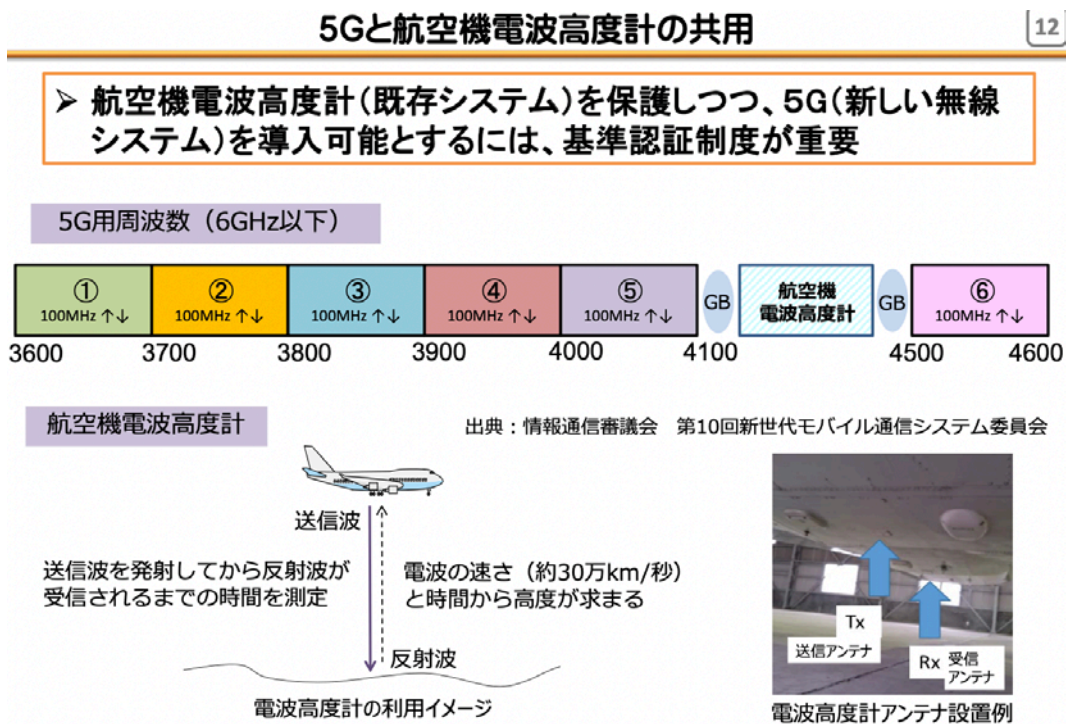 5Gと航空機電波高度計の共用
12
➢ 航空機電波高度計(既存システム)を保護しつつ、5G(新しい無線
システム)を導入可能とするには、基準認証制度が重要
5G用周波数(6GHz以下)
① ② ③ ④ ⑤ GB 航空機 GB ⑥
100MHz ↑↓ 100MHz ↑↓ 100MHz ↑↓ 100MHz ↑↓ 100MHz ↑↓ 電波高度計 100MHz ↑↓
3600 3700 3800 3900 4000 4100 4500 4600
航空機電波高度計
出典:情報通信審議会 第10回新世代モバイル通信システム委員会
送信波
送信波を発射してから反射波が
受信されるまでの時間を測定
電波の速さ(約30万km/秒)
と時間から高度が求まる
反射波
電波高度計の利用イメージ
Tx
送信アンテナ
Rx 受信
アンテナ
電波高度計アンテナ設置例